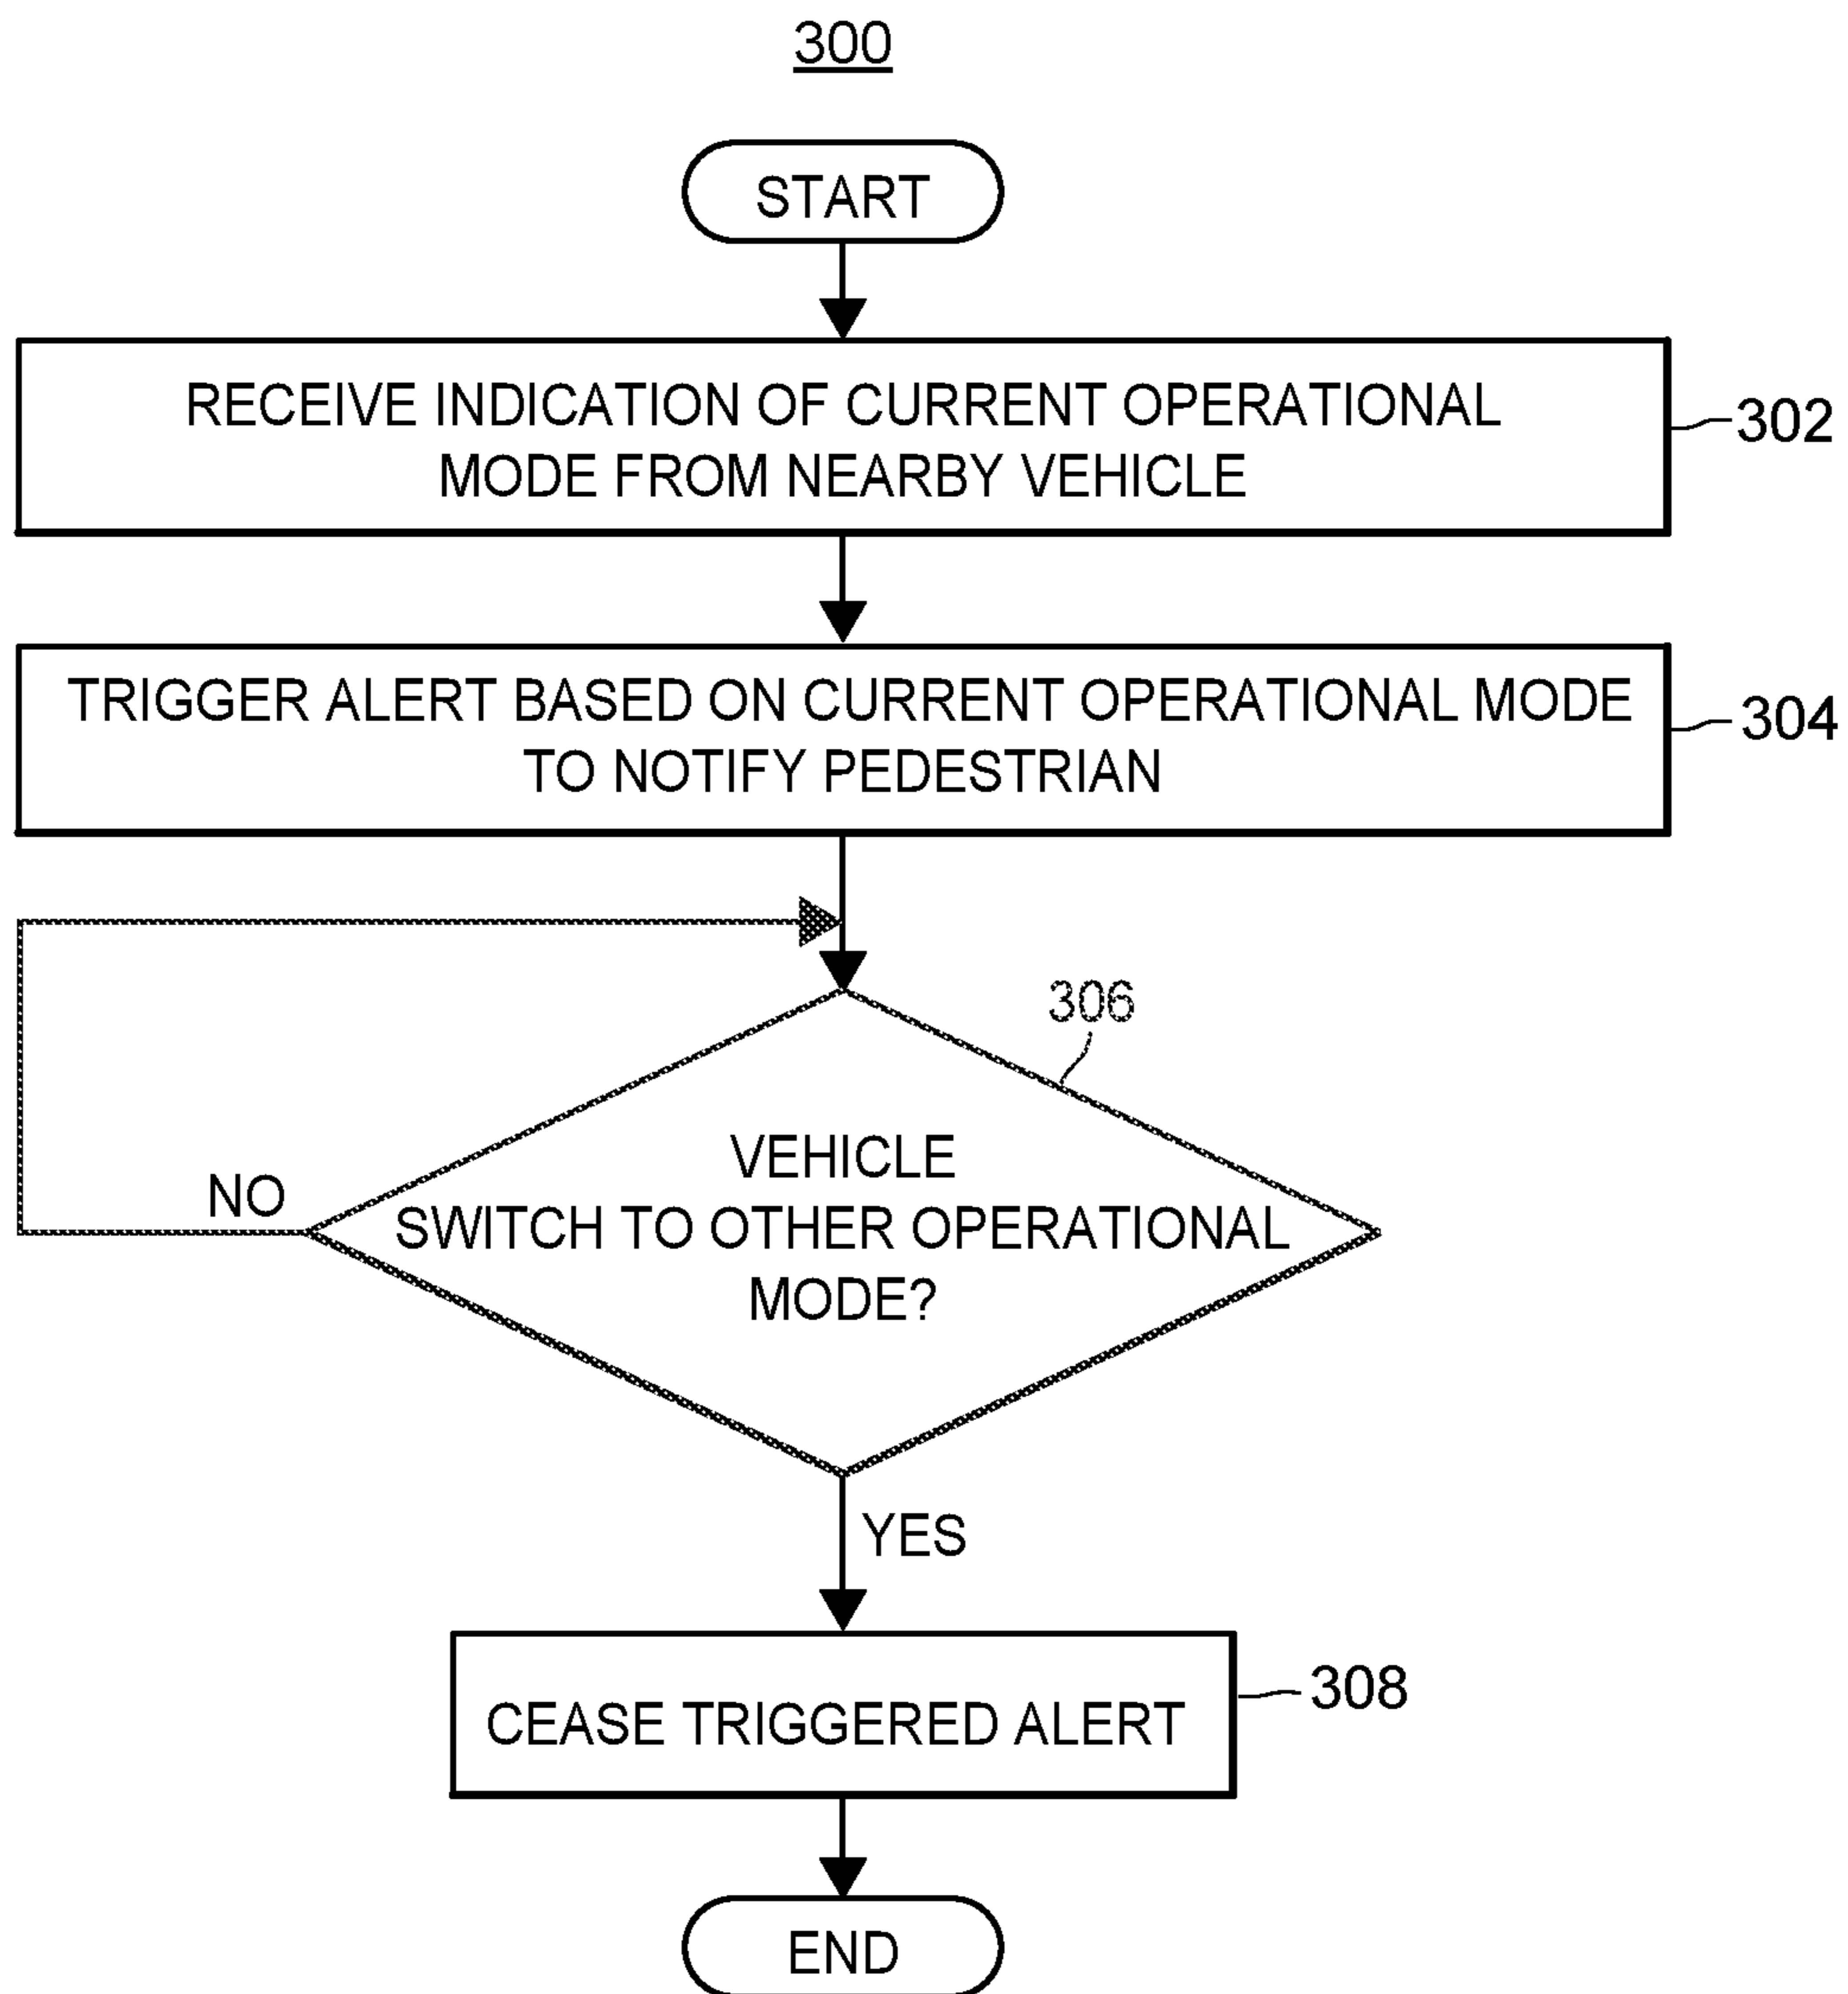 300
START
RECEIVE INDICATION OF CURRENT OPERATIONAL
MODE FROM NEARBY VEHICLE
302
TRIGGER ALERT BASED ON CURRENT OPERATIONAL MODE
TO NOTIFY PEDESTRIAN
304
306
VEHICLE
SWITCH TO OTHER OPERATIONAL
MODE?
NO
YES
CEASE TRIGGERED ALERT
308
END